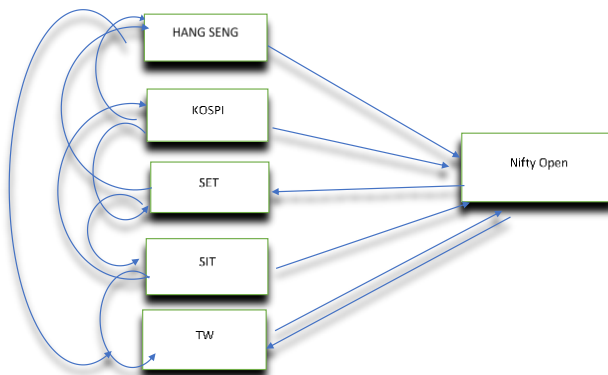 HANG SENG
KOSPI
Nifty Open
SET
SIT
TW